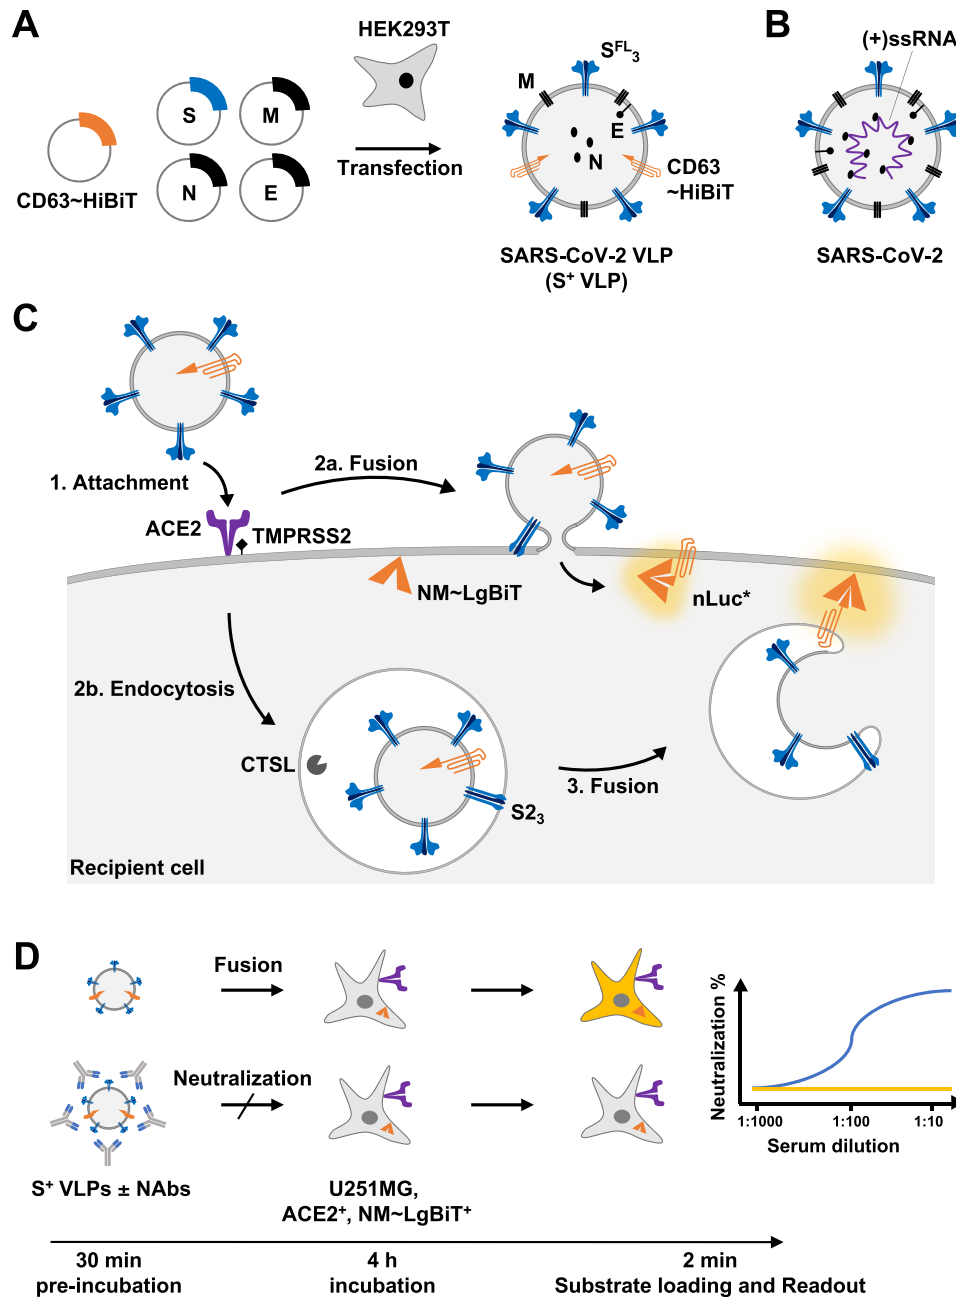 A
HEK293T
S^FL_3
M
S
M
N
E
E
N
CD63~HiBiT
Transfection
CD63
~HiBiT
SARS-CoV-2 VLP
(S⁺ VLP)
B
(+)ssRNA
SARS-CoV-2
C
1. Attachment
2a. Fusion
ACE2
TMPRSS2
NM~LgBiT
nLuc*
2b. Endocytosis
CTSL
S2₃
3. Fusion
Recipient cell
D
Fusion
Neutralization
S⁺ VLPs ± NAbs
U251MG,
ACE2⁺, NM~LgBiT⁺
30 min
pre-incubation
4 h
incubation
2 min
Substrate loading and Readout
Neutralization %
1:1000
1:100
1:10
Serum dilution